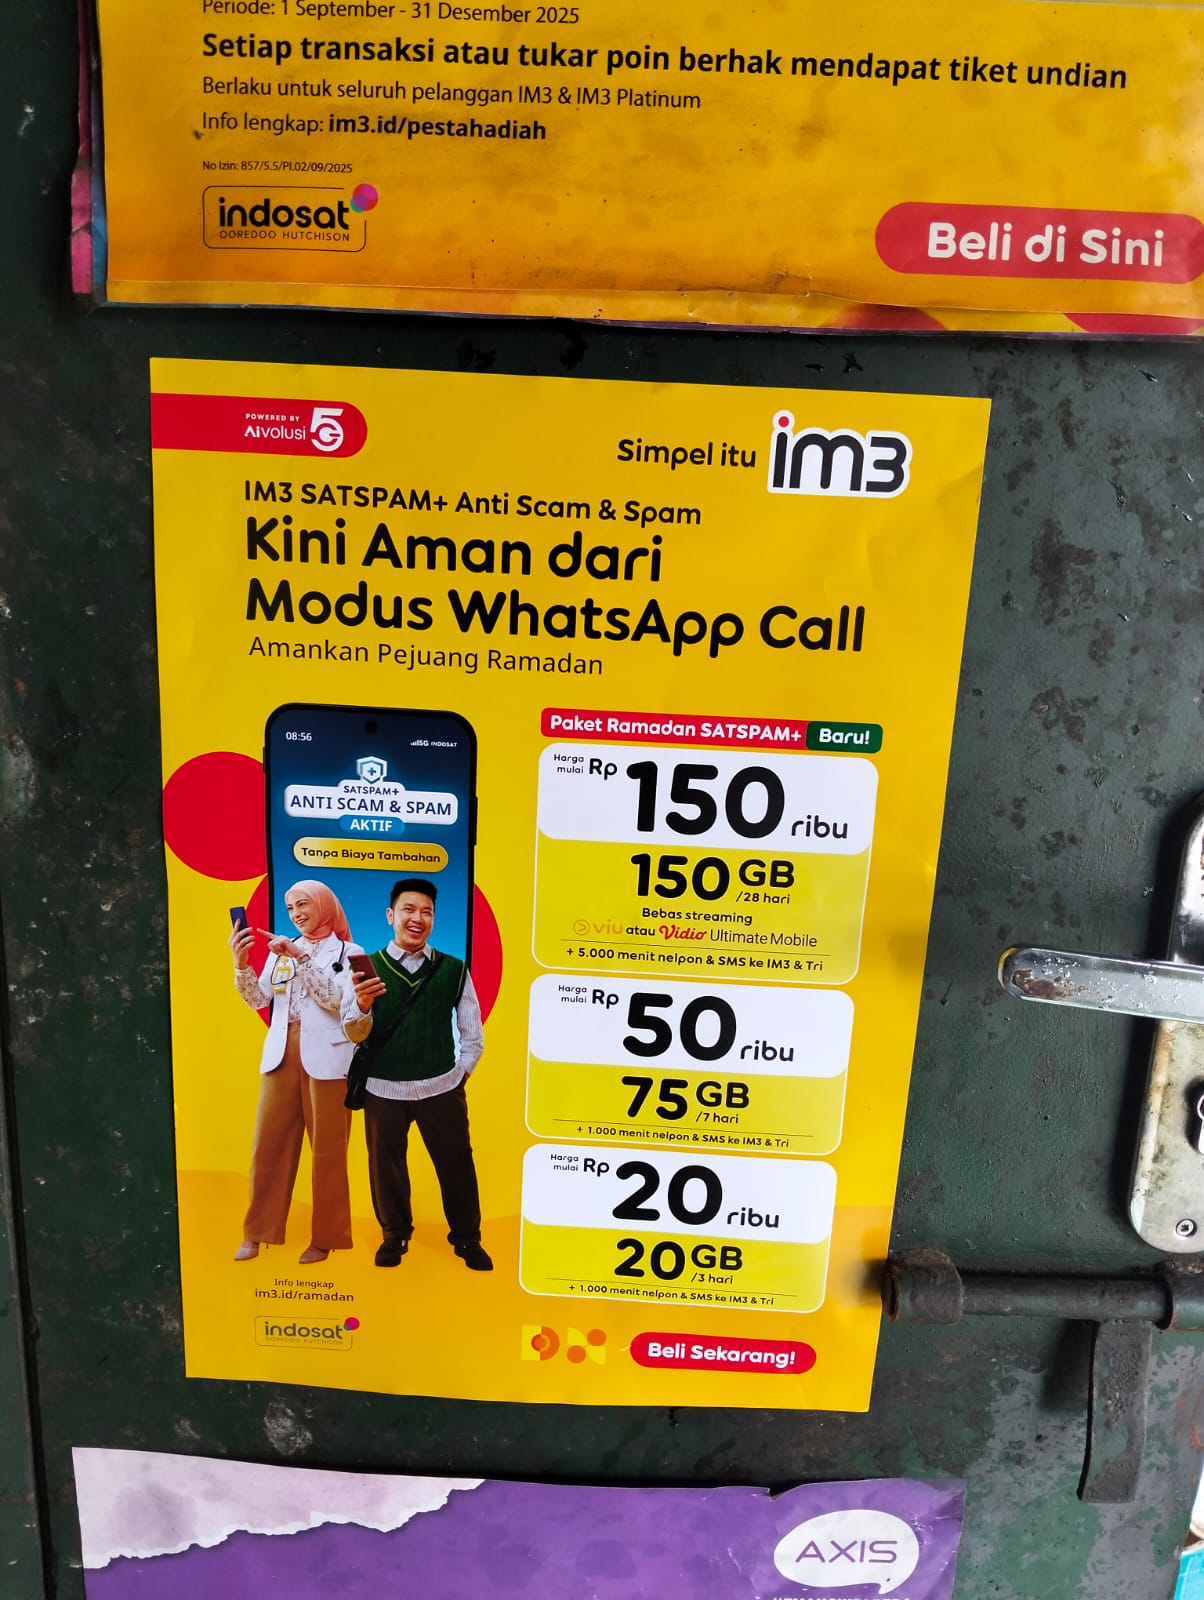 Periode: 1 September - 31 Desember 2025
Setiap transaksi atau tukar poin berhak mendapat tiket undian
Berlaku untuk seluruh pelanggan IM3 & IM3 Platinum
Info lengkap: im3.id/pestahadiah
No Izin: 857/5.5/PI.02/09/2025
indosat
OOREDOO HUTCHISON
Beli di Sini
POWERED BY
AIvolusi 5G
Simpel itu im3
IM3 SATSPAM+ Anti Scam & Spam
Kini Aman dari
Modus WhatsApp Call
Amankan Pejuang Ramadan
08:56
5G INDOSAT
SATSPAM+
ANTI SCAM & SPAM
AKTIF
Tanpa Biaya Tambahan
Paket Ramadan SATSPAM+ Baru!
Harga mulai Rp 150 ribu
150 GB /28 hari
Bebas streaming
viu atau Vidio Ultimate Mobile
+ 5.000 menit nelpon & SMS ke IM3 & Tri
Harga mulai Rp 50 ribu
75 GB /7 hari
+ 1.000 menit nelpon & SMS ke IM3 & Tri
Harga mulai Rp 20 ribu
20 GB /3 hari
+ 1.000 menit nelpon & SMS ke IM3 & Tri
Info lengkap
im3.id/ramadan
indosat
OOREDOO HUTCHISON
Beli Sekarang!
AXIS